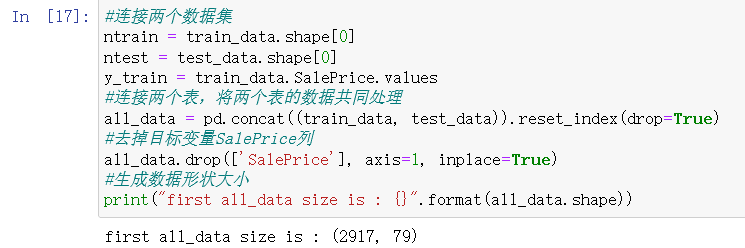 In [17]: #连接两个数据集
ntrain = train_data.shape[0]
ntest = test_data.shape[0]
y_train = train_data.SalePrice.values
#连接两个表，将两个表的数据共同处理
all_data = pd.concat((train_data, test_data)).reset_index(drop=True)
#去掉目标变量SalePrice列
all_data.drop(['SalePrice'], axis=1, inplace=True)
#生成数据形状大小
print("first all_data size is : {}".format(all_data.shape))
first all_data size is : (2917, 79)